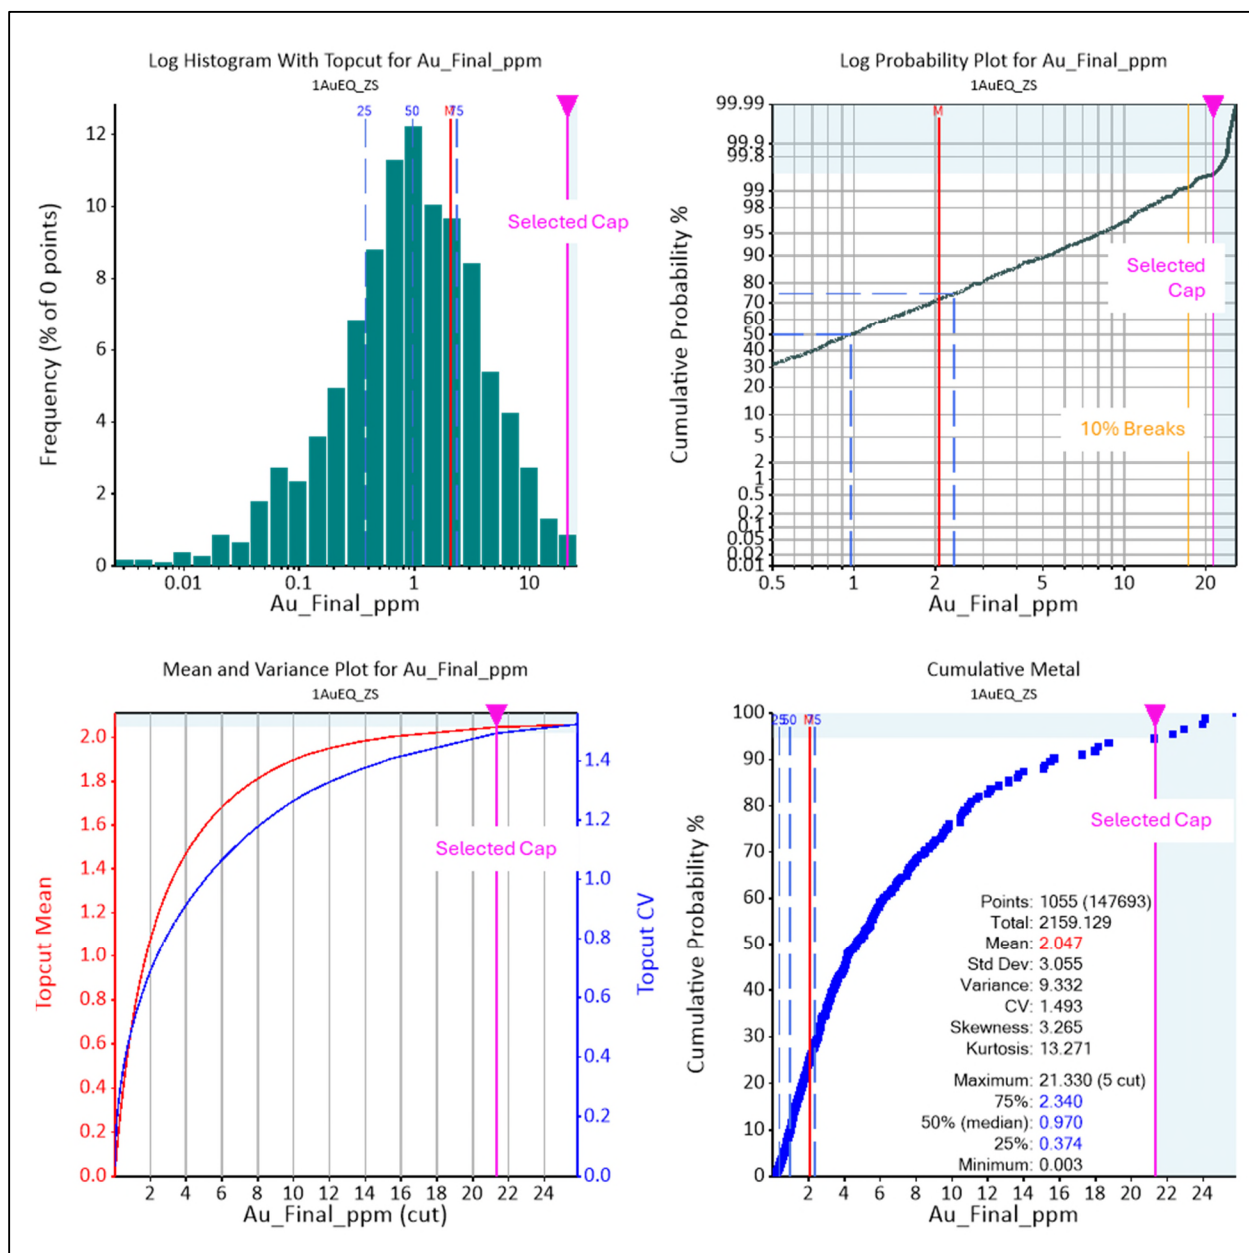 Log Histogram With Topcut for Au_Final_ppm
1AuEQ_ZS
25 50 M 75
12
10
8
6
4
2
0
Frequency (% of 0 points)
Selected Cap
0.01 0.1 1 10
Au_Final_ppm
Log Probability Plot for Au_Final_ppm
1AuEQ_ZS
M
99.99
99.9
99.8
99
98
95
90
80
70
60
50
40
30
20
10
5
2
1
0.5
0.2
0.1
0.05
0.02
0.01
Cumulative Probability %
Selected
Cap
10% Breaks
0.5 1 2 5 10 20
Au_Final_ppm
Mean and Variance Plot for Au_Final_ppm
1AuEQ_ZS
2.0
1.8
1.6
1.4
1.2
1.0
0.8
0.6
0.4
0.2
0.0
Topcut Mean
Selected Cap
1.4
1.2
1.0
0.8
0.6
0.4
0.2
0.0
Topcut CV
2 4 6 8 10 12 14 16 18 20 22 24
Au_Final_ppm (cut)
Cumulative Metal
1AuEQ_ZS
25 50 M 75
100
90
80
70
60
50
40
30
20
10
0
Cumulative Probability %
Selected Cap
Points: 1055 (147693)
Total: 2159.129
Mean: 2.047
Std Dev: 3.055
Variance: 9.332
CV: 1.493
Skewness: 3.265
Kurtosis: 13.271
Maximum: 21.330 (5 cut)
75%: 2.340
50% (median): 0.970
25%: 0.374
Minimum: 0.003
2 4 6 8 10 12 14 16 18 20 22 24
Au_Final_ppm